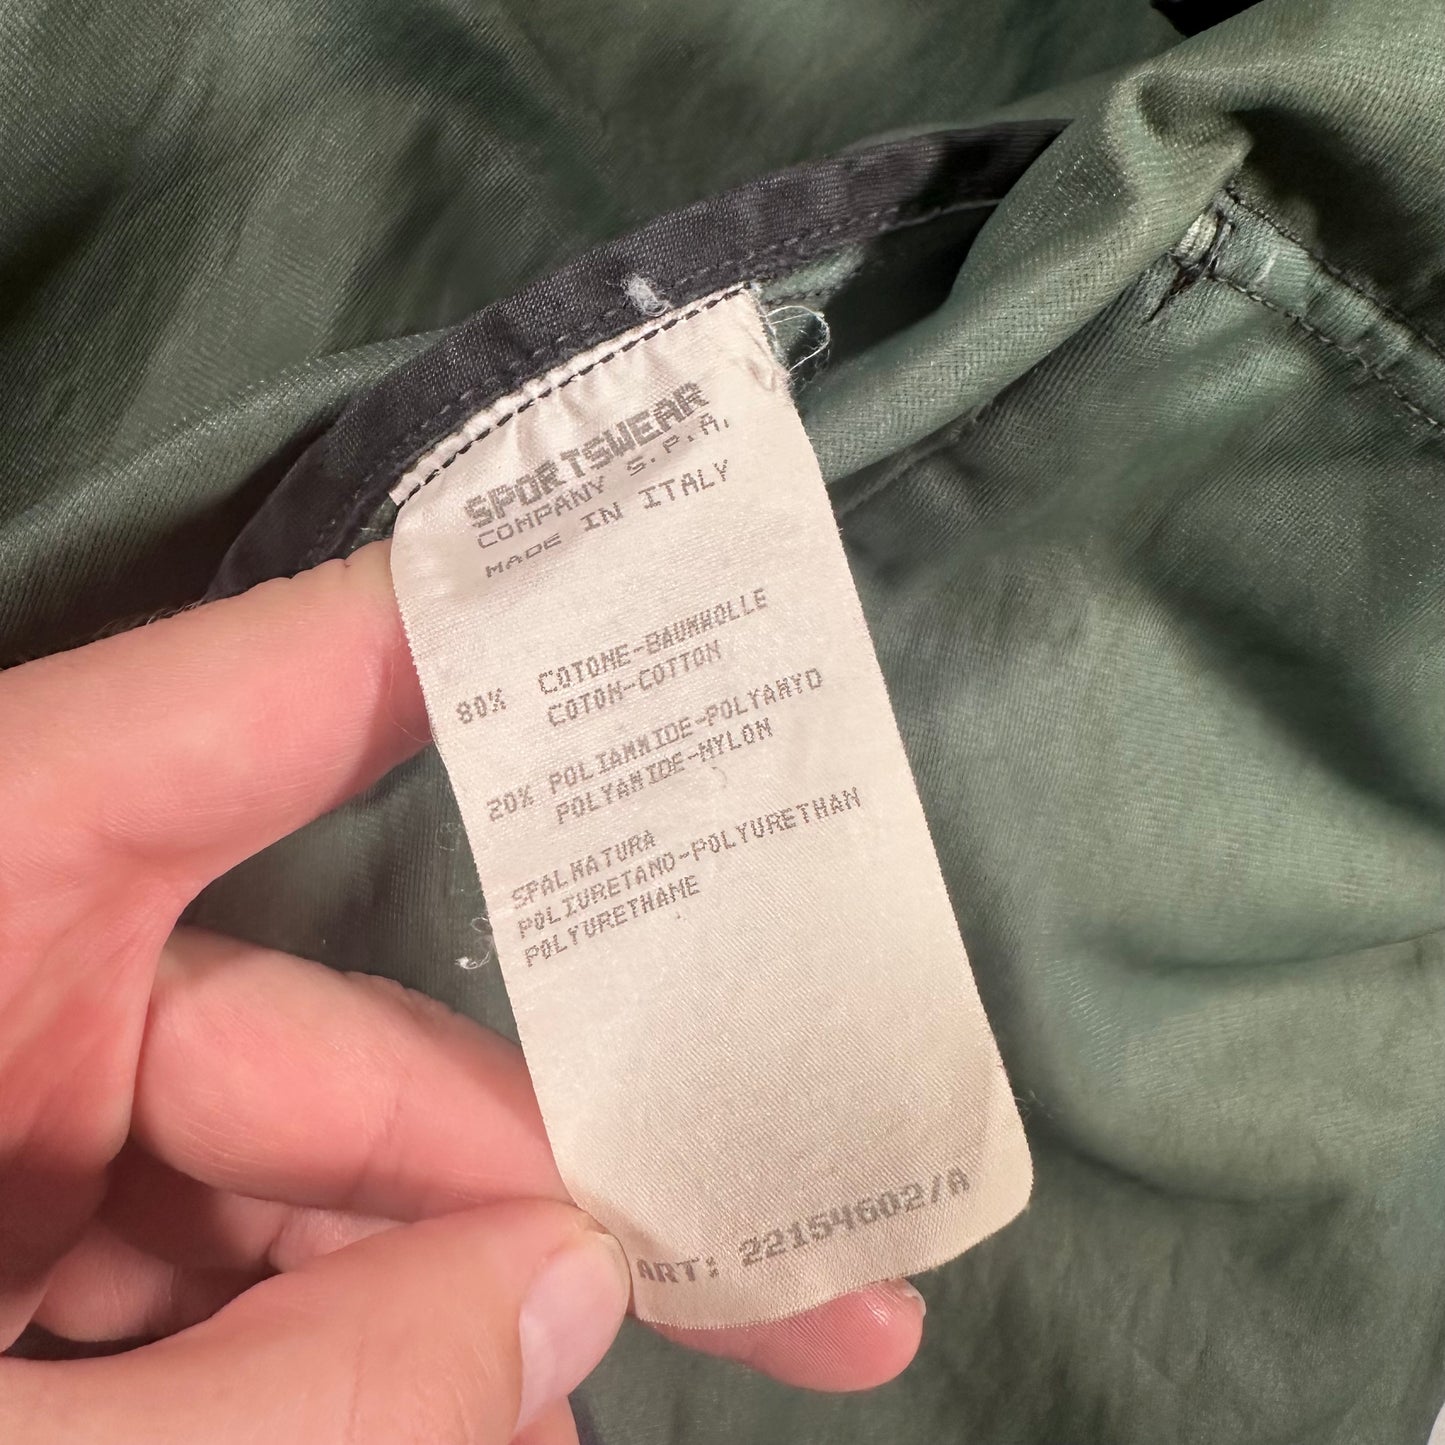 SPORTSWEAR
COMPANY S.P.A.
MADE IN ITALY
80% COTONE-BAUMWOLLE
COTON-COTTON
20% POLIAMMIDE-POLYAMYD
POLYAMIDE-NYLON
SPALMATURA
POLIURETANO-POLYURETHAN
POLYURETHAME
ART: 22154602/A